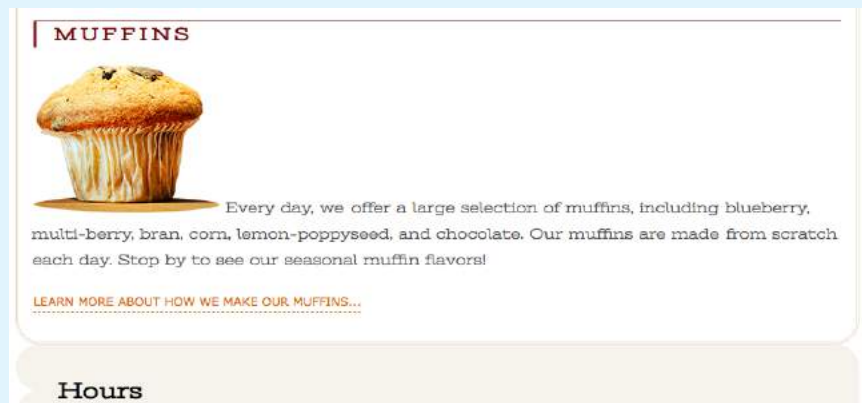 MUFFINS
Every day, we offer a large selection of muffins, including blueberry,
multi-berry, bran, corn, lemon-poppyseed, and chocolate. Our muffins are made from scratch
each day. Stop by to see our seasonal muffin flavors!
LEARN MORE ABOUT HOW WE MAKE OUR MUFFINS...
Hours